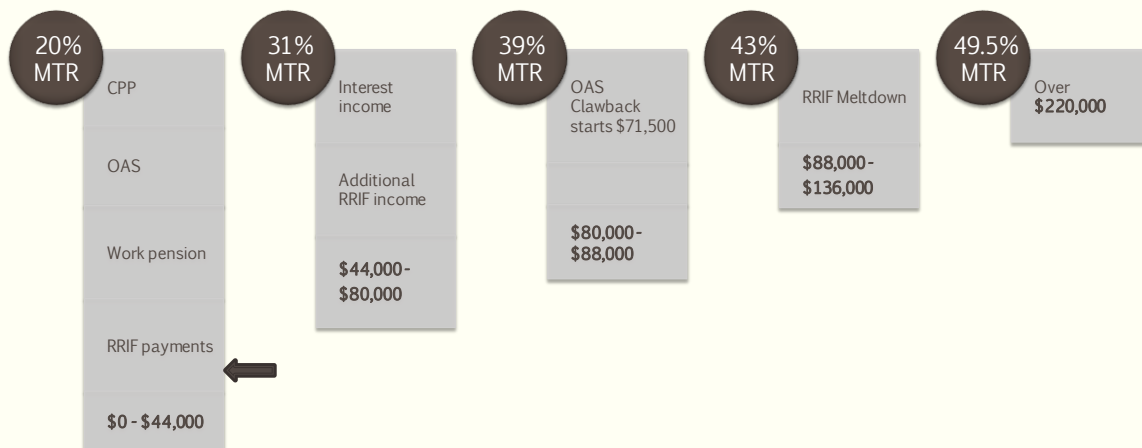 20%
MTR
CPP
OAS
Work pension
RRIF payments
$0 - $44,000
31%
MTR
Interest
income
Additional
RRIF income
$44,000-
$80,000
39%
MTR
OAS
Clawback
starts $71,500
$80,000-
$88,000
43%
MTR
RRIF Meltdown
$88,000-
$136,000
49.5%
MTR
Over
$220,000